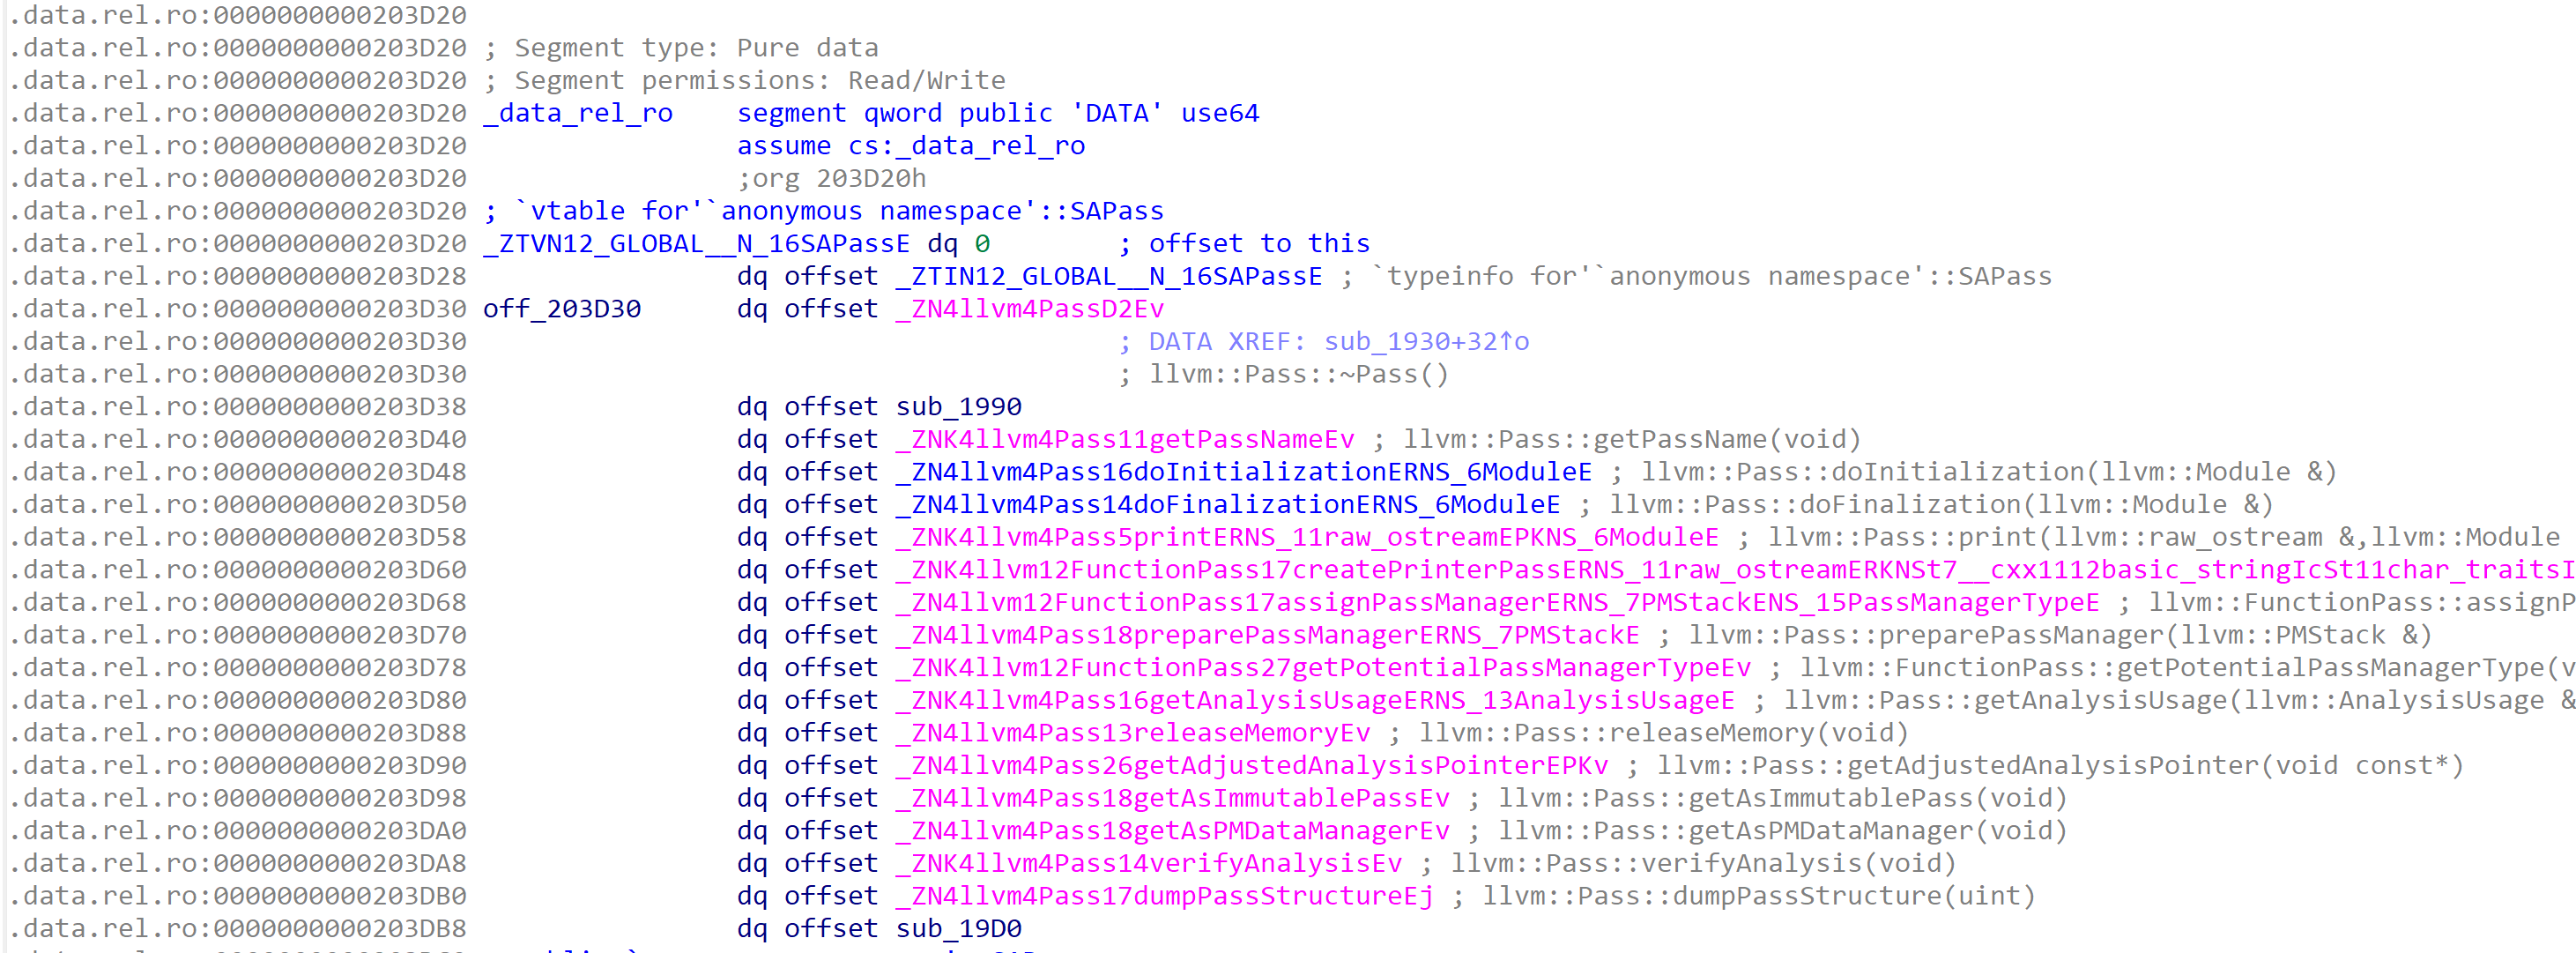 .data.rel.ro:0000000000203D20
.data.rel.ro:0000000000203D20 ; Segment type: Pure data
.data.rel.ro:0000000000203D20 ; Segment permissions: Read/Write
.data.rel.ro:0000000000203D20 _data_rel_ro    segment qword public 'DATA' use64
.data.rel.ro:0000000000203D20                 assume cs:_data_rel_ro
.data.rel.ro:0000000000203D20                 ;org 203D20h
.data.rel.ro:0000000000203D20 ; `vtable for'`anonymous namespace'::SAPass
.data.rel.ro:0000000000203D20 _ZTVN12_GLOBAL__N_16SAPassE dq 0        ; offset to this
.data.rel.ro:0000000000203D28                 dq offset _ZTIN12_GLOBAL__N_16SAPassE ; `typeinfo for'`anonymous namespace'::SAPass
.data.rel.ro:0000000000203D30 off_203D30      dq offset _ZN4llvm4PassD2Ev
.data.rel.ro:0000000000203D30                                         ; DATA XREF: sub_1930+32↑o
.data.rel.ro:0000000000203D30                                         ; llvm::Pass::~Pass()
.data.rel.ro:0000000000203D38                 dq offset sub_1990
.data.rel.ro:0000000000203D40                 dq offset _ZNK4llvm4Pass11getPassNameEv ; llvm::Pass::getPassName(void)
.data.rel.ro:0000000000203D48                 dq offset _ZN4llvm4Pass16doInitializationERNS_6ModuleE ; llvm::Pass::doInitialization(llvm::Module &)
.data.rel.ro:0000000000203D50                 dq offset _ZN4llvm4Pass14doFinalizationERNS_6ModuleE ; llvm::Pass::doFinalization(llvm::Module &)
.data.rel.ro:0000000000203D58                 dq offset _ZNK4llvm4Pass5printERNS_11raw_ostreamEPKNS_6ModuleE ; llvm::Pass::print(llvm::raw_ostream &,llvm::Module
.data.rel.ro:0000000000203D60                 dq offset _ZNK4llvm12FunctionPass17createPrinterPassERNS_11raw_ostreamERKNSt7__cxx1112basic_stringIcSt11char_traitsI
.data.rel.ro:0000000000203D68                 dq offset _ZN4llvm12FunctionPass17assignPassManagerERNS_7PMStackENS_15PassManagerTypeE ; llvm::FunctionPass::assignP
.data.rel.ro:0000000000203D70                 dq offset _ZN4llvm4Pass18preparePassManagerERNS_7PMStackE ; llvm::Pass::preparePassManager(llvm::PMStack &)
.data.rel.ro:0000000000203D78                 dq offset _ZNK4llvm12FunctionPass27getPotentialPassManagerTypeEv ; llvm::FunctionPass::getPotentialPassManagerType(v
.data.rel.ro:0000000000203D80                 dq offset _ZNK4llvm4Pass16getAnalysisUsageERNS_13AnalysisUsageE ; llvm::Pass::getAnalysisUsage(llvm::AnalysisUsage &
.data.rel.ro:0000000000203D88                 dq offset _ZN4llvm4Pass13releaseMemoryEv ; llvm::Pass::releaseMemory(void)
.data.rel.ro:0000000000203D90                 dq offset _ZN4llvm4Pass26getAdjustedAnalysisPointerEPKv ; llvm::Pass::getAdjustedAnalysisPointer(void const*)
.data.rel.ro:0000000000203D98                 dq offset _ZN4llvm4Pass18getAsImmutablePassEv ; llvm::Pass::getAsImmutablePass(void)
.data.rel.ro:0000000000203DA0                 dq offset _ZN4llvm4Pass18getAsPMDataManagerEv ; llvm::Pass::getAsPMDataManager(void)
.data.rel.ro:0000000000203DA8                 dq offset _ZNK4llvm4Pass14verifyAnalysisEv ; llvm::Pass::verifyAnalysis(void)
.data.rel.ro:0000000000203DB0                 dq offset _ZN4llvm4Pass17dumpPassStructureEj ; llvm::Pass::dumpPassStructure(uint)
.data.rel.ro:0000000000203DB8                 dq offset sub_19D0